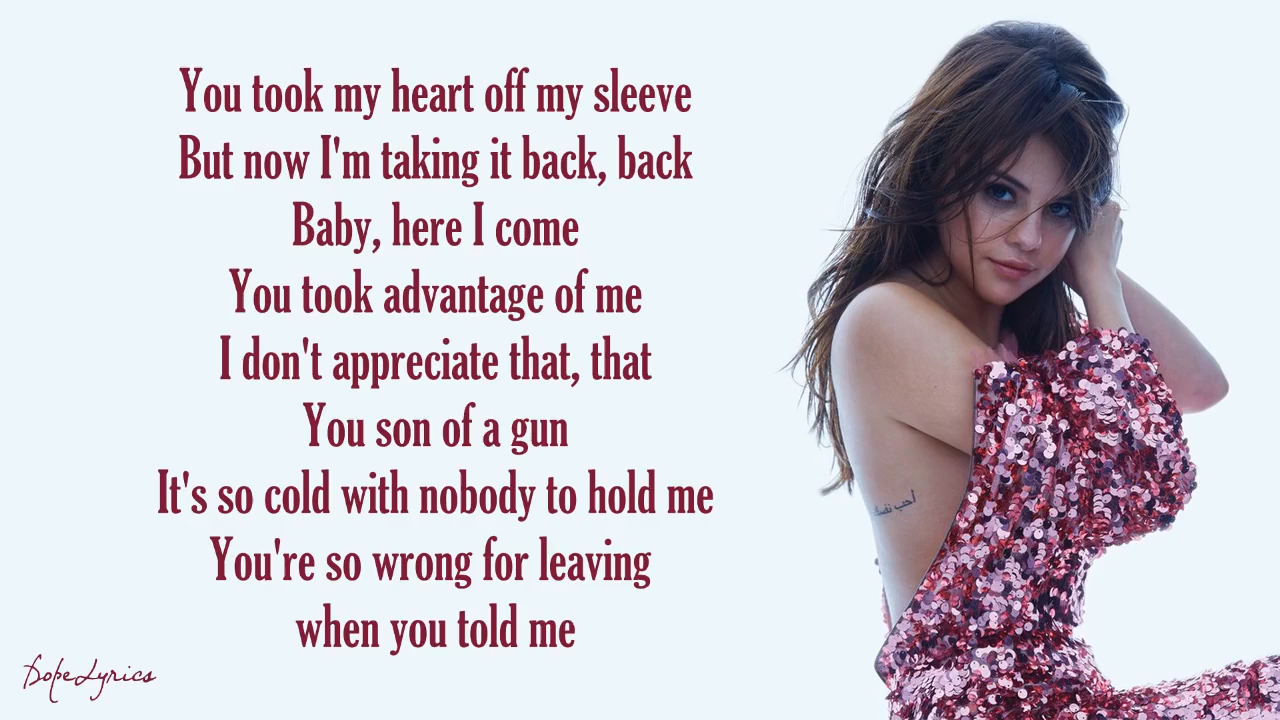 You took my heart off my sleeve
But now I'm taking it back, back
Baby, here I come
You took advantage of me
I don't appreciate that, that
You son of a gun
It's so cold with nobody to hold me
You're so wrong for leaving
when you told me
أحب نفسك
DopeLyrics